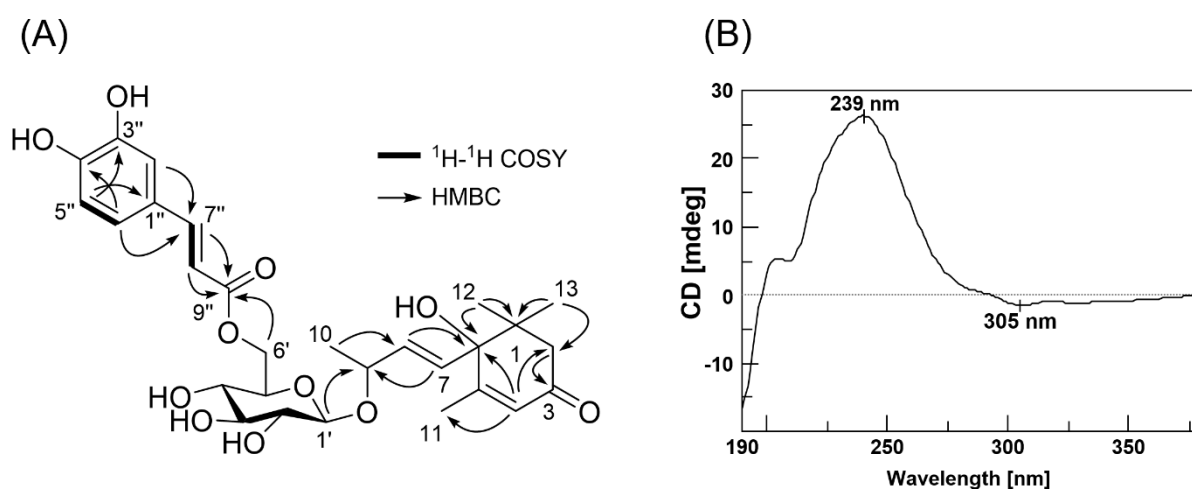 (A)
(B)
OH
HO
3"
5"
1"
7"
9"
O
O
6'
HO
HO
HO
O
1'
O
10
HO
12
13
1
7
11
3
O
¹H-¹H COSY
HMBC
CD [mdeg]
30
20
10
0
-10
239 nm
305 nm
190
250
300
350
Wavelength [nm]